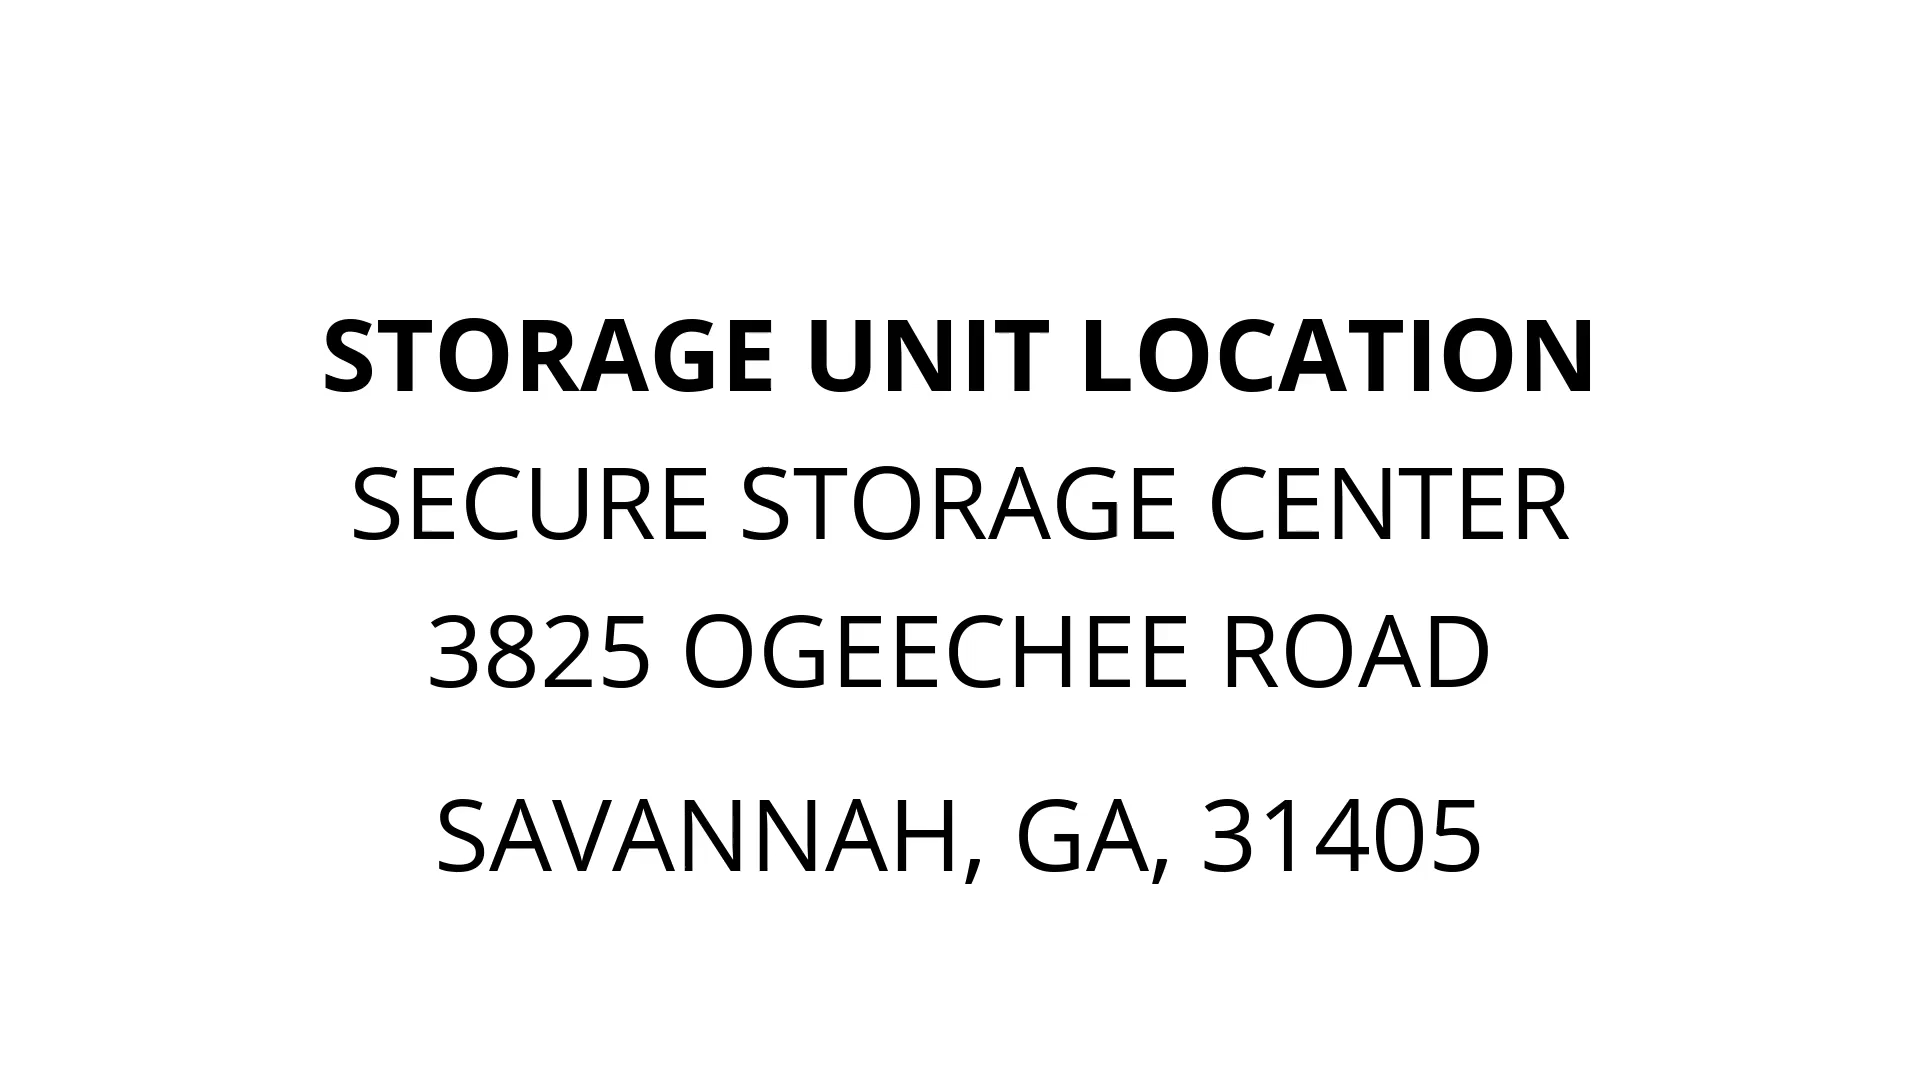 STORAGE UNIT LOCATION
SECURE STORAGE CENTER
3825 OGEECHEE ROAD
SAVANNAH, GA, 31405